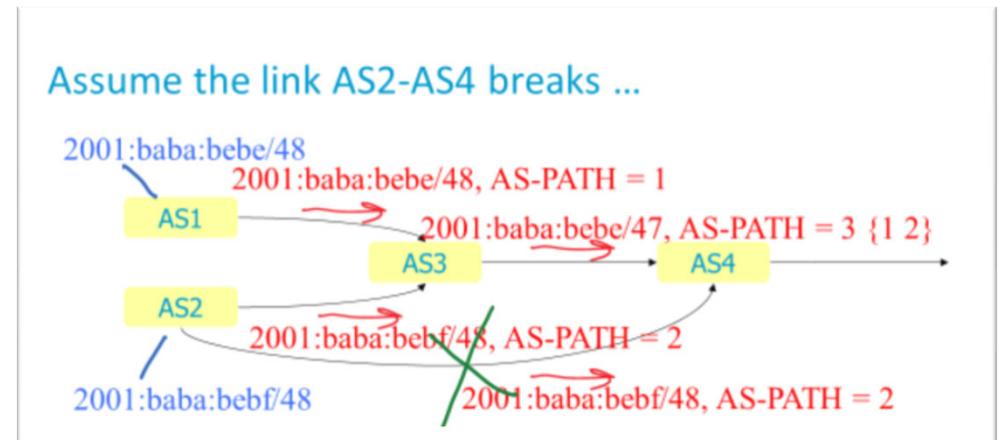 Assume the link AS2-AS4 breaks ...
2001:baba:bebe/48
2001:baba:bebe/48, AS-PATH = 1
AS1
2001:baba:bebe/47, AS-PATH = 3 {1 2}
AS3
AS4
AS2
2001:baba:bebf/48, AS-PATH = 2
2001:baba:bebf/48
2001:baba:bebf/48, AS-PATH = 2